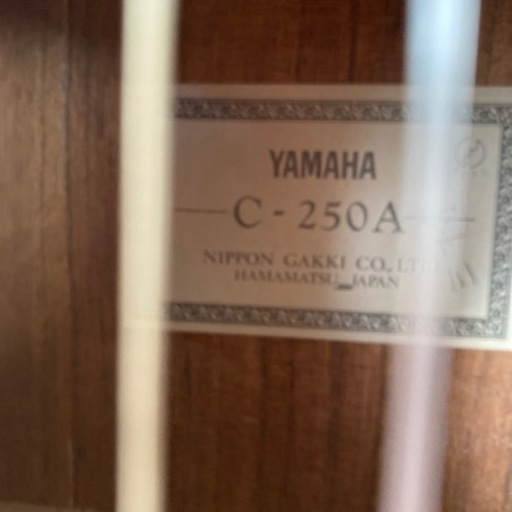 YAMAHA
C - 250A
NIPPON GAKKI CO., LTD
HAMAMATSU JAPAN